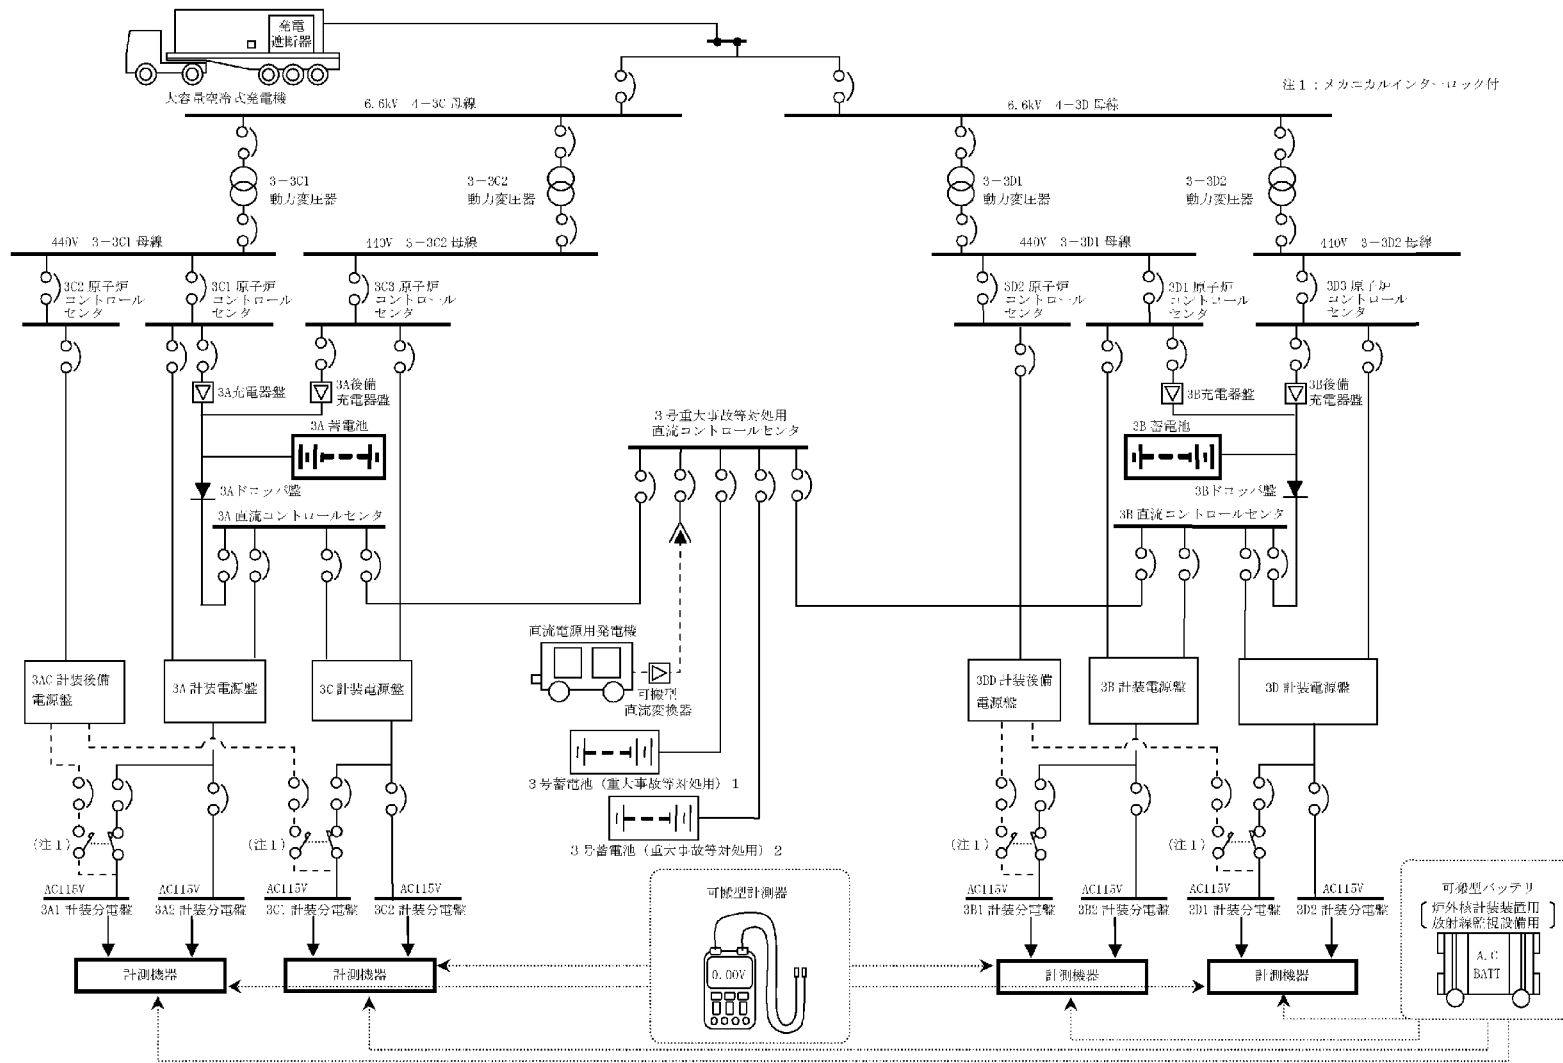 発電
遮断器
大容量空冷式発電機
注1：メカニカルインターロック付
6.6kV 4-3C 母線
6.6kV 4-3D 母線
3-3C1
動力変圧器
3-3C2
動力変圧器
3-3D1
動力変圧器
3-3D2
動力変圧器
440V 3-3C1 母線
440V 3-3C2 母線
440V 3-3D1 母線
440V 3-3D2 母線
3C2 原子炉
コントロール
センタ
3C1 原子炉
コントロール
センタ
3C3 原子炉
コントロール
センタ
3D2 原子炉
コントロール
センタ
3D1 原子炉
コントロール
センタ
3D3 原子炉
コントロール
センタ
3A充電器盤
3A後備
充電器盤
3B充電器盤
3B後備
充電器盤
3A 蓄電池
3号重大事故等対処用
直流コントロールセンタ
3B 蓄電池
3Aドロッパ盤
3Bドロッパ盤
3A 直流コントロールセンタ
3B 直流コントロールセンタ
直流電源用発電機
可搬型
直流変換器
3AC 計装後備
電源盤
3A 計装電源盤
3C 計装電源盤
3BD 計装後備
電源盤
3B 計装電源盤
3D 計装電源盤
3号蓄電池（重大事故等対処用）1
3号蓄電池（重大事故等対処用）2
(注1)
(注1)
(注1)
(注1)
AC115V
AC115V
AC115V
AC115V
AC115V
AC115V
AC115V
AC115V
3A1 計装分電盤
3A2 計装分電盤
3C1 計装分電盤
3C2 計装分電盤
3B1 計装分電盤
3B2 計装分電盤
3D1 計装分電盤
3D2 計装分電盤
可搬型計測器
0.00V
可搬型バッテリ
炉外核計装装置用
放射線監視設備用
A.C
BATT
計測機器
計測機器
計測機器
計測機器